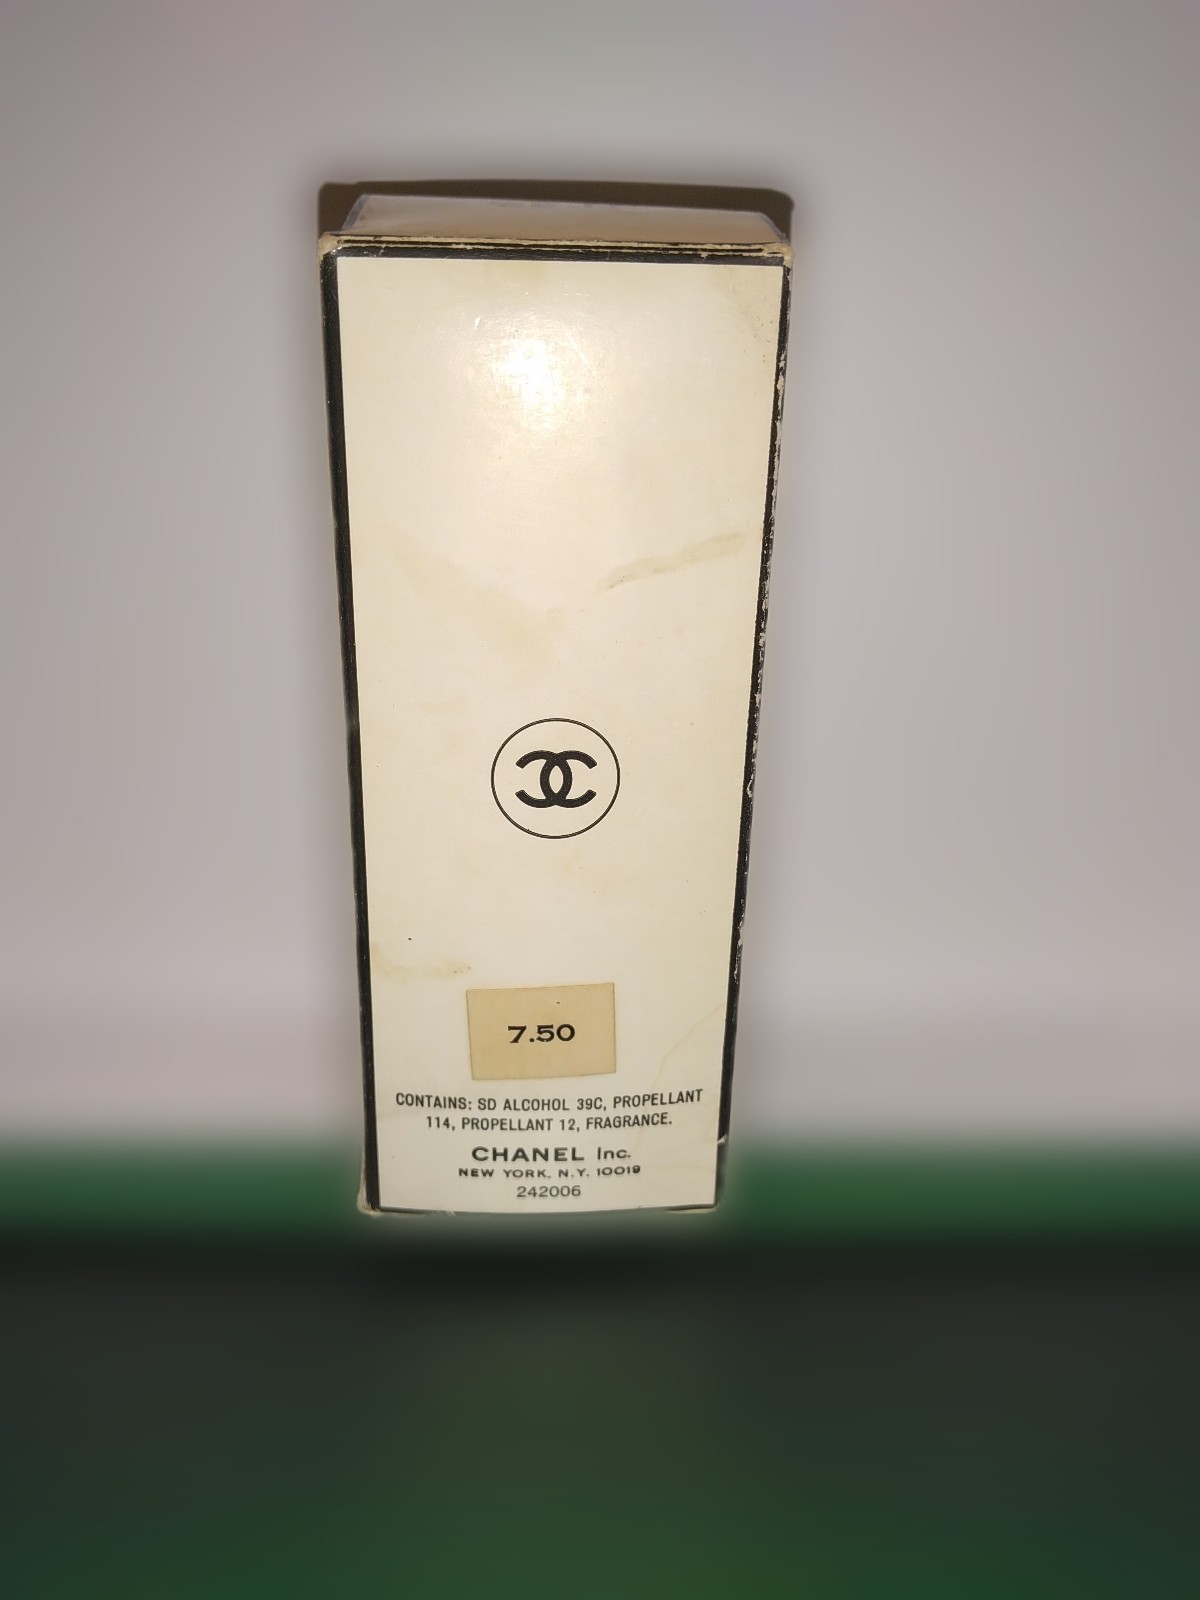 7.50
CONTAINS: SD ALCOHOL 39C, PROPELLANT
114, PROPELLANT 12, FRAGRANCE.
CHANEL Inc.
NEW YORK, N.Y. 10019
242006